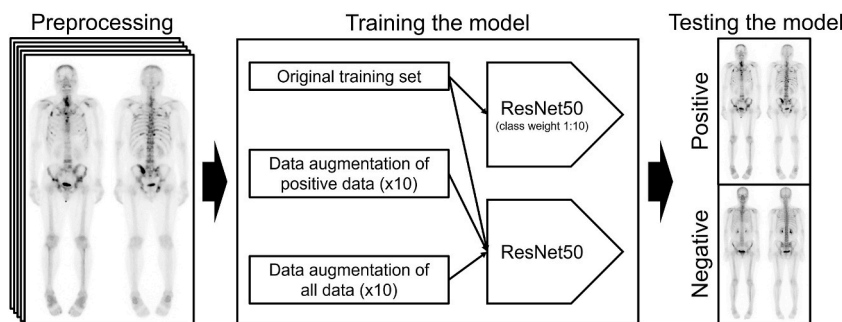 Preprocessing
Training the model
Testing the model
Original training set
ResNet50
(class weight 1:10)
Data augmentation of
positive data (x10)
ResNet50
Data augmentation of
all data (x10)
Positive
Negative